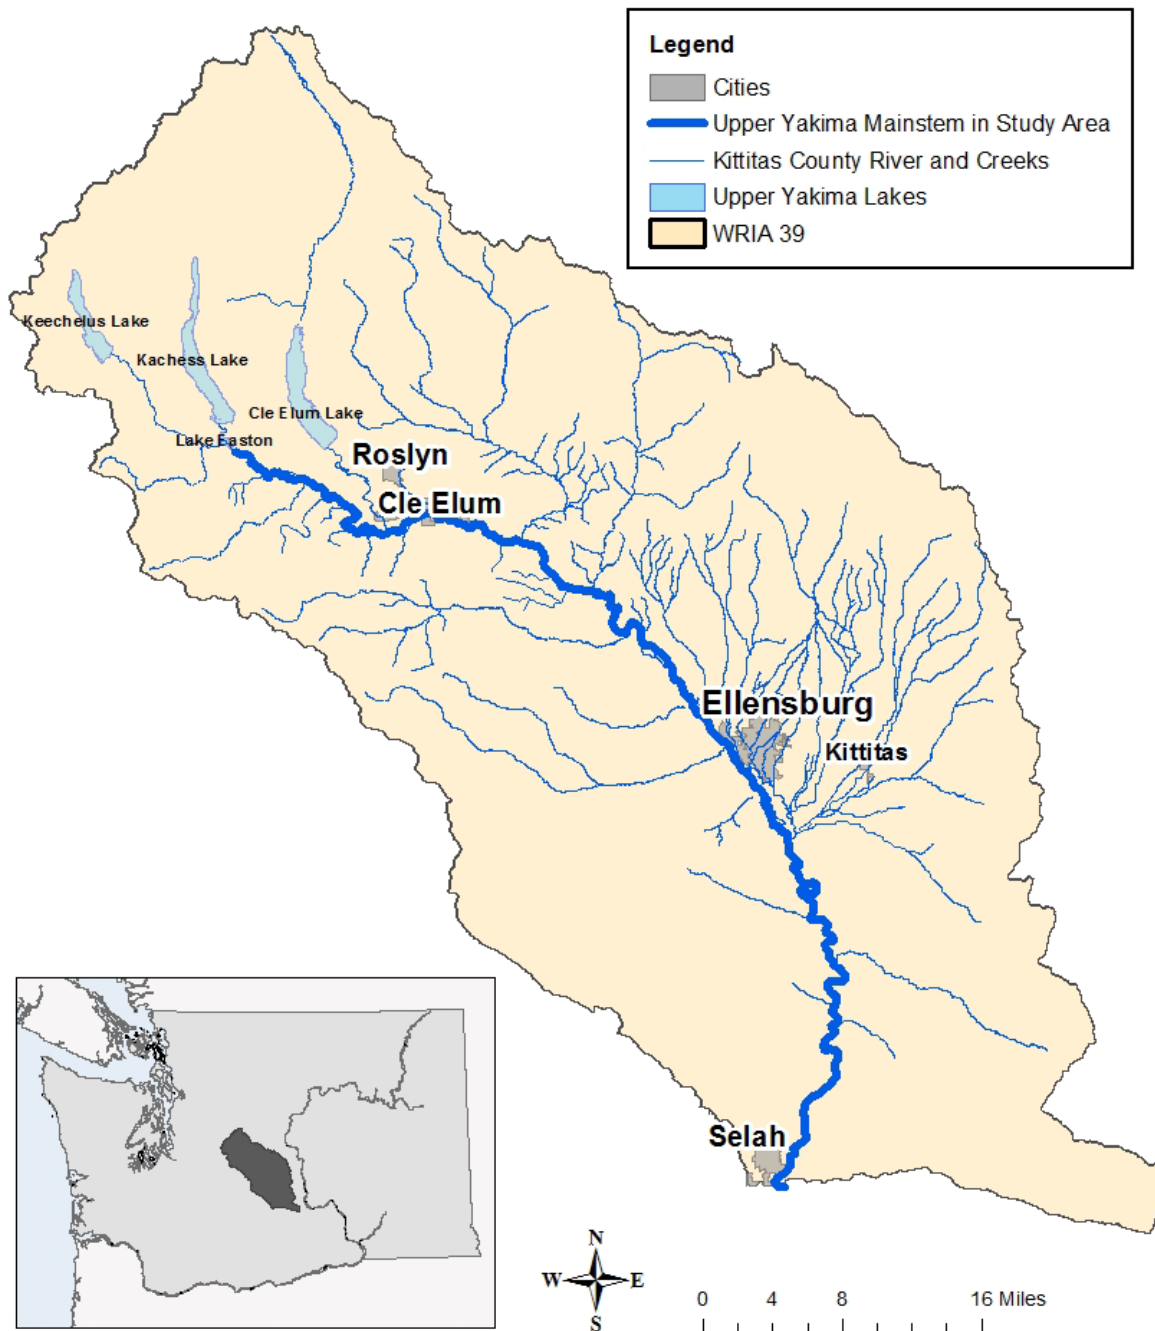 Legend
Cities
Upper Yakima Mainstem in Study Area
Kittitas County River and Creeks
Upper Yakima Lakes
WRIA 39
Keechelus Lake
Kachess Lake
Cle Elum Lake
Lake Easton
Roslyn
Cle Elum
Ellensburg
Kittitas
Selah
N
W E
S
0 4 8 16 Miles